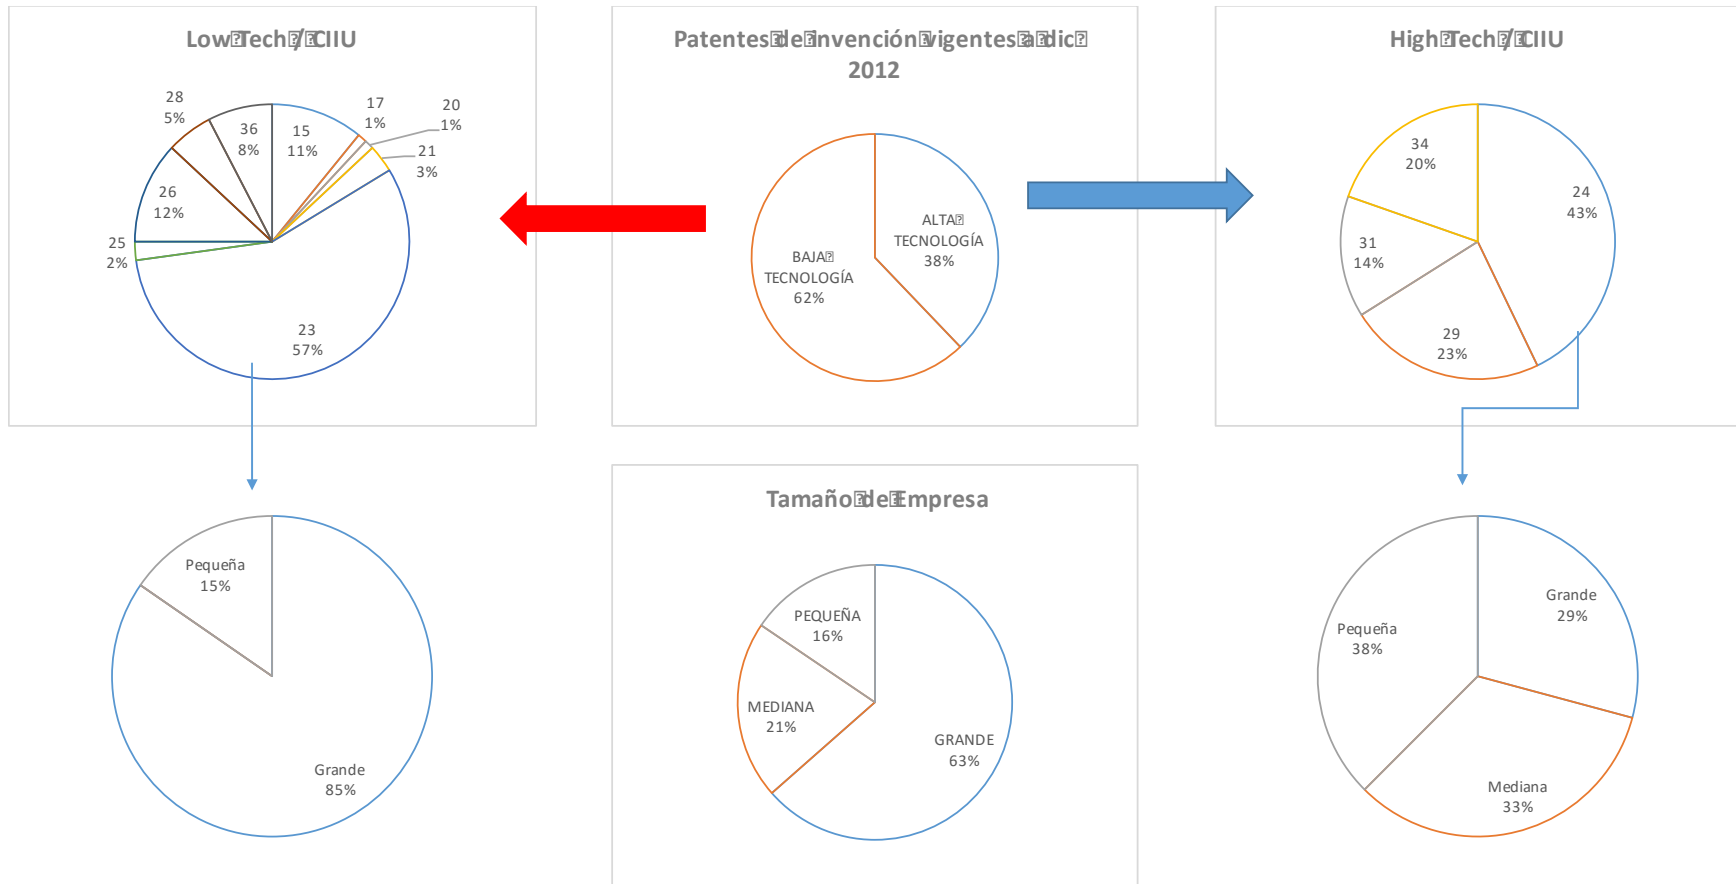 Low Tech / CIIU
28
5%
36
8%
15
11%
17
1%
20
1%
21
3%
26
12%
25
2%
23
57%
Patentes de invención vigentes a dic
2012
ALTA
TECNOLOGÍA
38%
BAJA
TECNOLOGÍA
62%
High Tech / CIIU
34
20%
24
43%
31
14%
29
23%
Pequeña
15%
Grande
85%
Tamaño de Empresa
PEQUEÑA
16%
MEDIANA
21%
GRANDE
63%
Grande
29%
Pequeña
38%
Mediana
33%